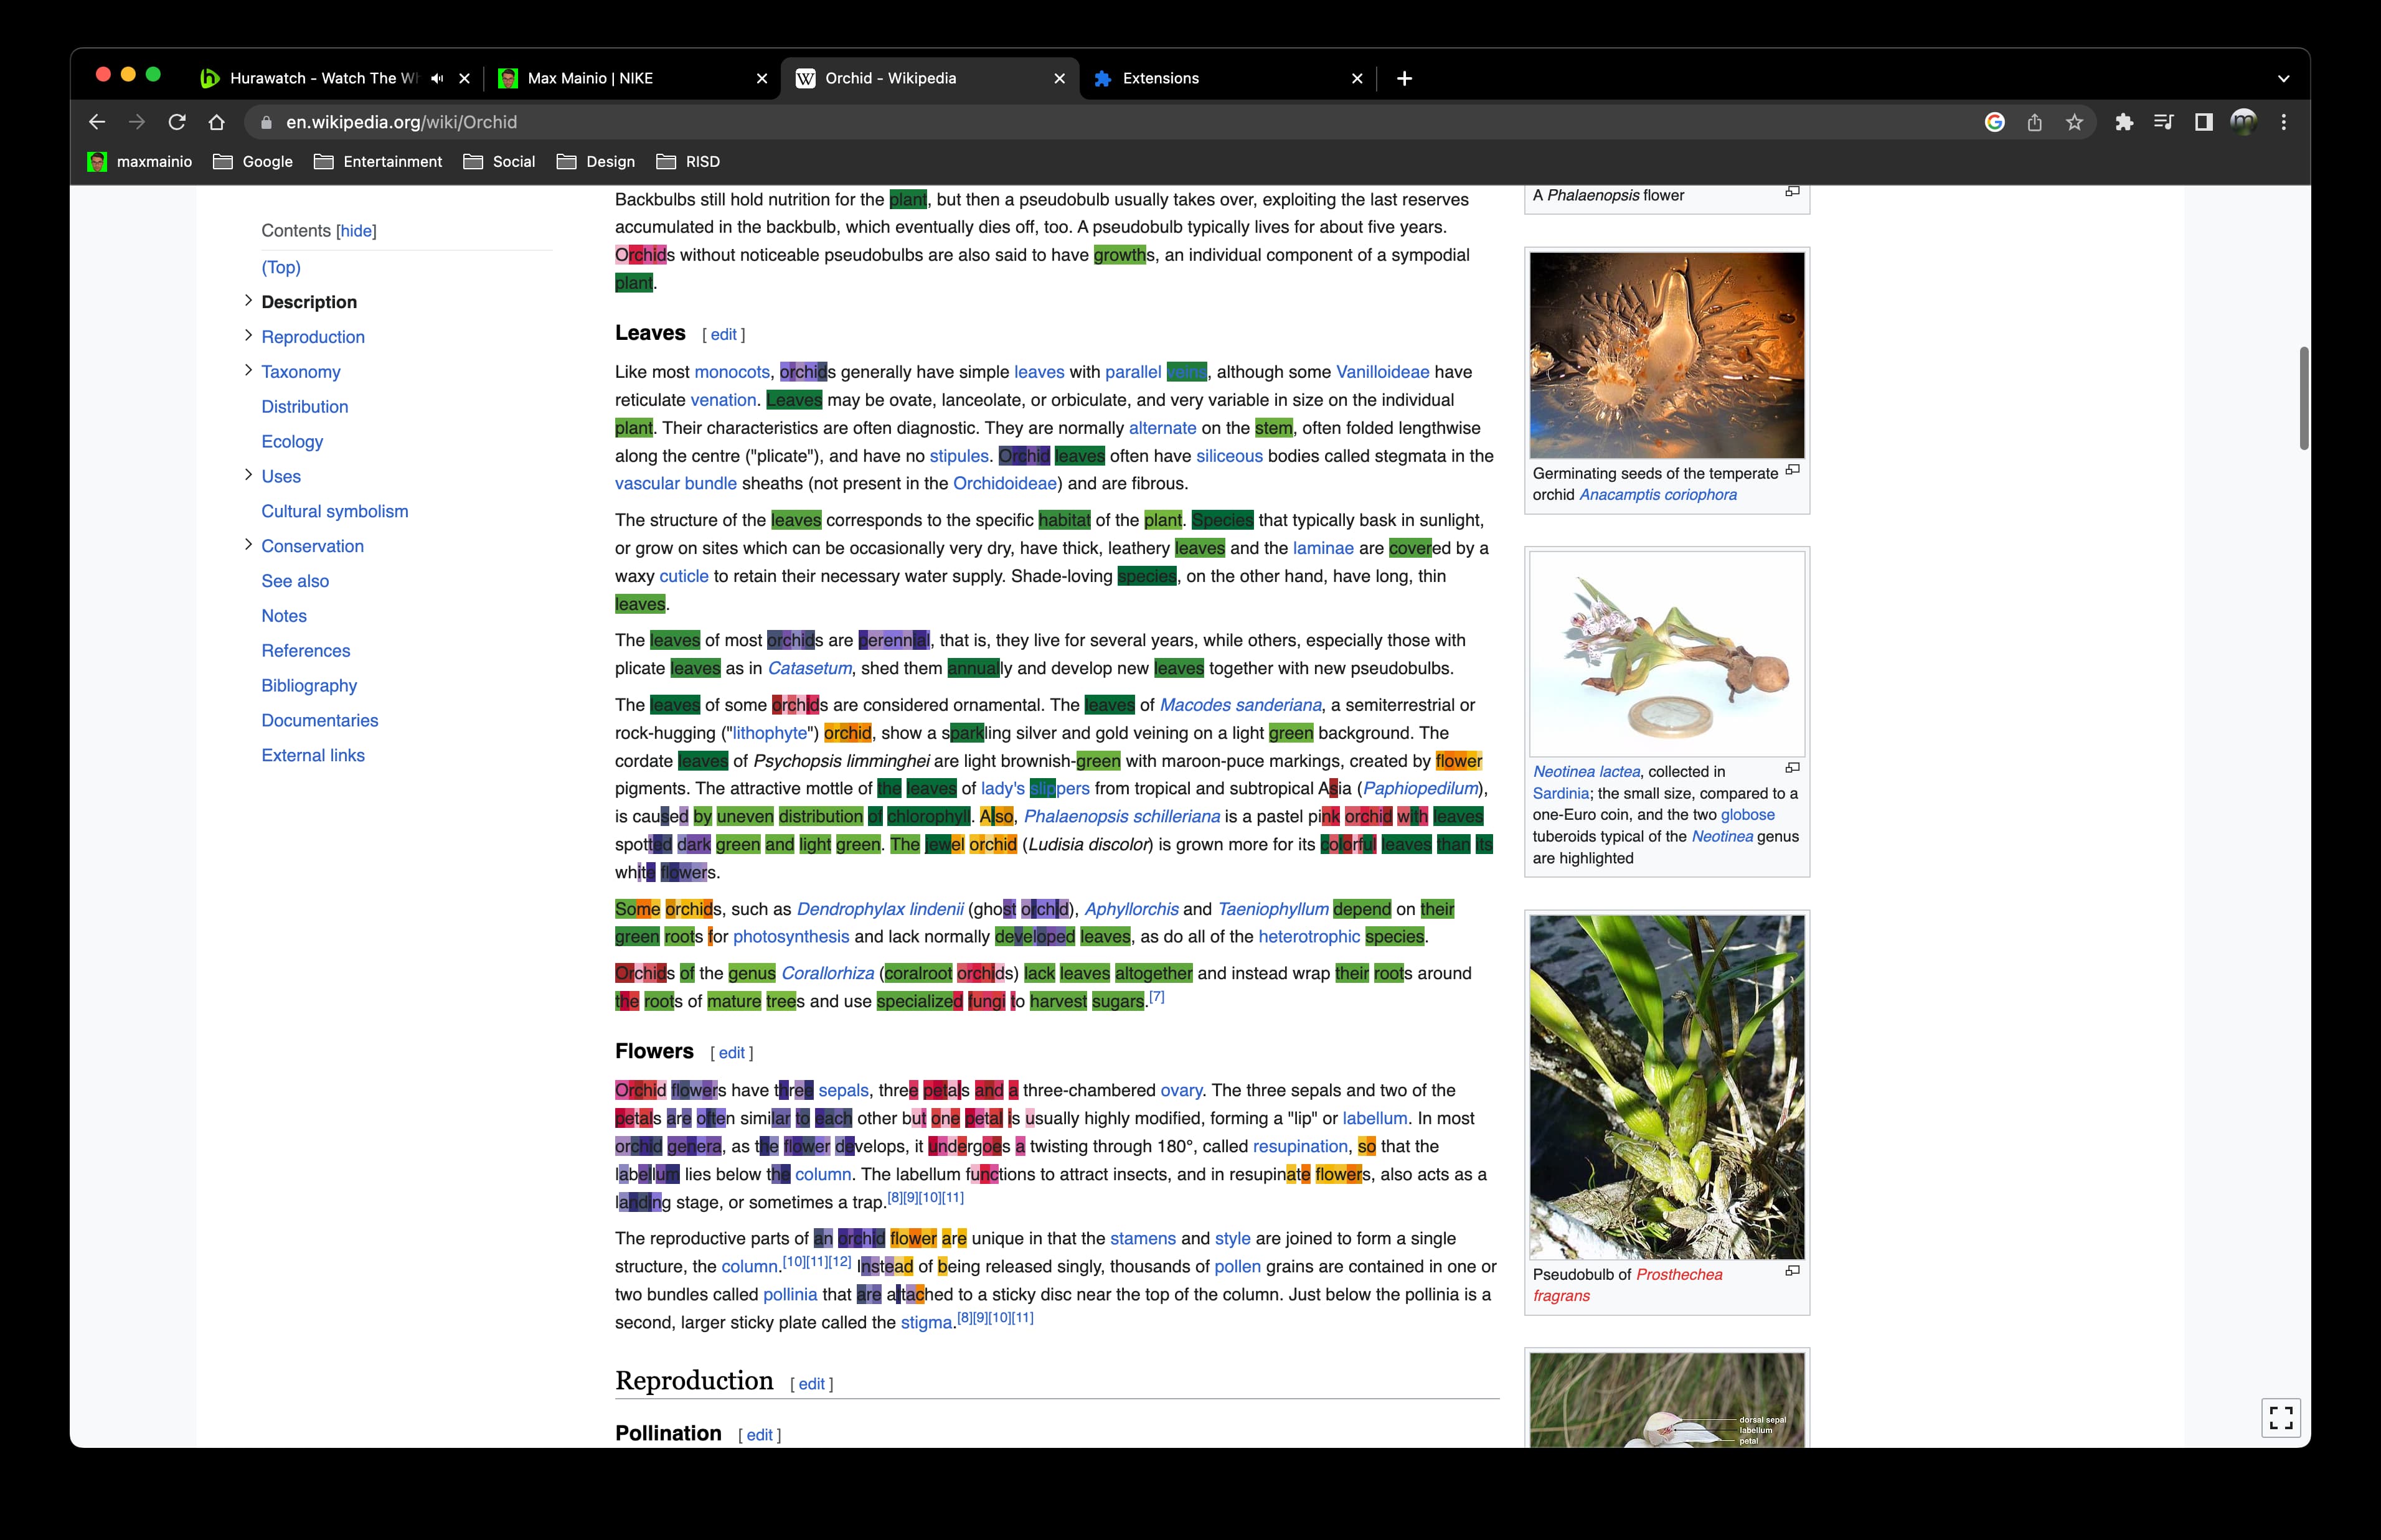 Hurawatch - Watch The Wh
Max Mainio | NIKE
Orchid - Wikipedia
Extensions
en.wikipedia.org/wiki/Orchid
maxmainio
Google
Entertainment
Social
Design
RISD
Contents [hide]
(Top)
Description
Reproduction
Taxonomy
Distribution
Ecology
Uses
Cultural symbolism
Conservation
See also
Notes
References
Bibliography
Documentaries
External links
Backbulbs still hold nutrition for the plant, but then a pseudobulb usually takes over, exploiting the last reserves
accumulated in the backbulb, which eventually dies off, too. A pseudobulb typically lives for about five years.
Orchids without noticeable pseudobulbs are also said to have growths, an individual component of a sympodial
plant.
Leaves [ edit ]
Like most monocots, orchids generally have simple leaves with parallel veins, although some Vanilloideae have
reticulate venation. Leaves may be ovate, lanceolate, or orbiculate, and very variable in size on the individual
plant. Their characteristics are often diagnostic. They are normally alternate on the stem, often folded lengthwise
along the centre ("plicate"), and have no stipules. Orchid leaves often have siliceous bodies called stegmata in the
vascular bundle sheaths (not present in the Orchidoideae) and are fibrous.
The structure of the leaves corresponds to the specific habitat of the plant. Species that typically bask in sunlight,
or grow on sites which can be occasionally very dry, have thick, leathery leaves and the laminae are covered by a
waxy cuticle to retain their necessary water supply. Shade-loving species, on the other hand, have long, thin
leaves.
The leaves of most orchids are perennial, that is, they live for several years, while others, especially those with
plicate leaves as in Catasetum, shed them annually and develop new leaves together with new pseudobulbs.
The leaves of some orchids are considered ornamental. The leaves of Macodes sanderiana, a semiterrestrial or
rock-hugging ("lithophyte") orchid, show a sparkling silver and gold veining on a light green background. The
cordate leaves of Psychopsis limminghei are light brownish-green with maroon-puce markings, created by flower
pigments. The attractive mottle of the leaves of lady's slippers from tropical and subtropical Asia (Paphiopedilum),
is caused by uneven distribution of chlorophyll. Also, Phalaenopsis schilleriana is a pastel pink orchid with leaves
spotted dark green and light green. The jewel orchid (Ludisia discolor) is grown more for its colorful leaves than its
white flowers.
Some orchids, such as Dendrophylax lindenii (ghost orchid), Aphyllorchis and Taeniophyllum depend on their
green roots for photosynthesis and lack normally developed leaves, as do all of the heterotrophic species.
Orchids of the genus Corallorhiza (coralroot orchids) lack leaves altogether and instead wrap their roots around
the roots of mature trees and use specialized fungi to harvest sugars.[7]
Flowers [ edit ]
Orchid flowers have three sepals, three petals and a three-chambered ovary. The three sepals and two of the
petals are often similar to each other but one petal is usually highly modified, forming a "lip" or labellum. In most
orchid genera, as the flower develops, it undergoes a twisting through 180°, called resupination, so that the
labellum lies below the column. The labellum functions to attract insects, and in resupinate flowers, also acts as a
landing stage, or sometimes a trap.[8][9][10][11]
The reproductive parts of an orchid flower are unique in that the stamens and style are joined to form a single
structure, the column.[10][11][12] Instead of being released singly, thousands of pollen grains are contained in one or
two bundles called pollinia that are attached to a sticky disc near the top of the column. Just below the pollinia is a
second, larger sticky plate called the stigma.[8][9][10][11]
Reproduction [ edit ]
Pollination [ edit ]
A Phalaenopsis flower
Germinating seeds of the temperate
orchid Anacamptis coriophora
Neotinea lactea, collected in
Sardinia; the small size, compared to a
one-Euro coin, and the two globose
tuberoids typical of the Neotinea genus
are highlighted
Pseudobulb of Prosthechea
fragrans
dorsal sepal
labellum
petal